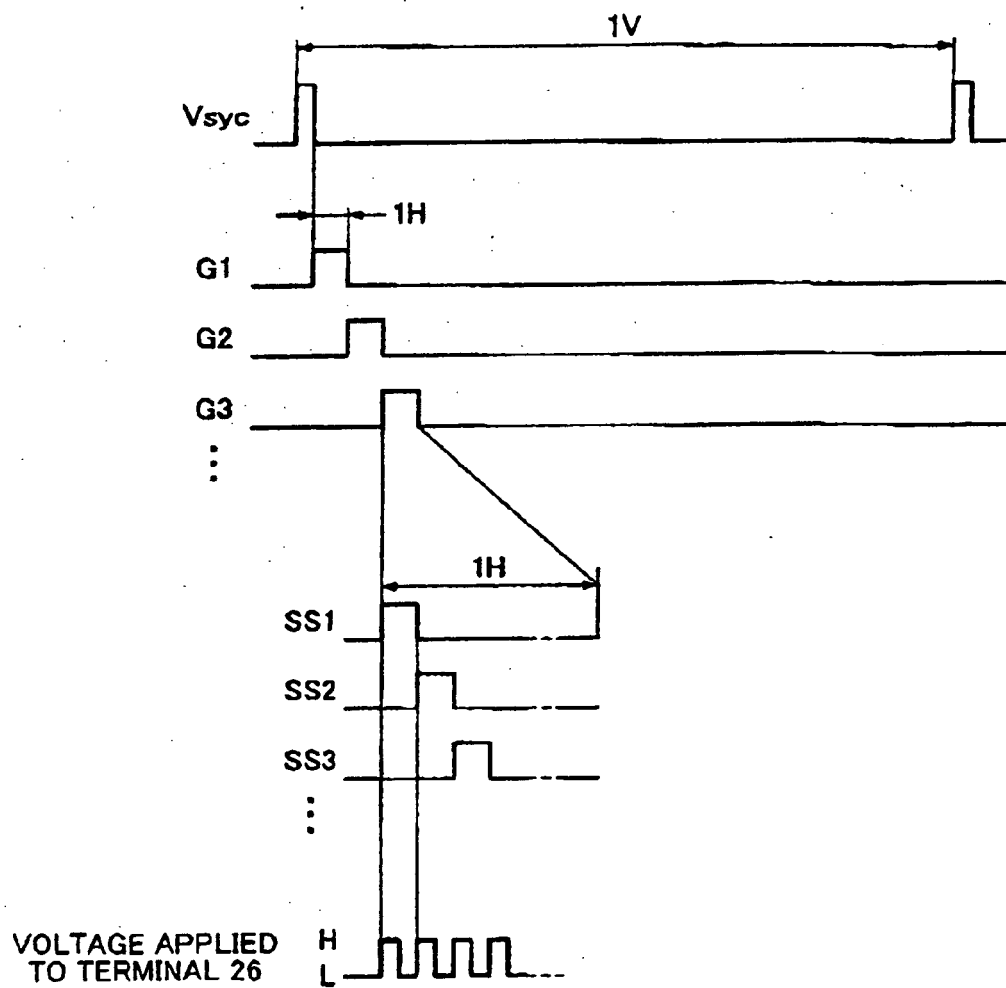 1V
Vsyc
1H
G1
G2
G3
1H
SS1
SS2
SS3
VOLTAGE APPLIED
TO TERMINAL 26
H
L